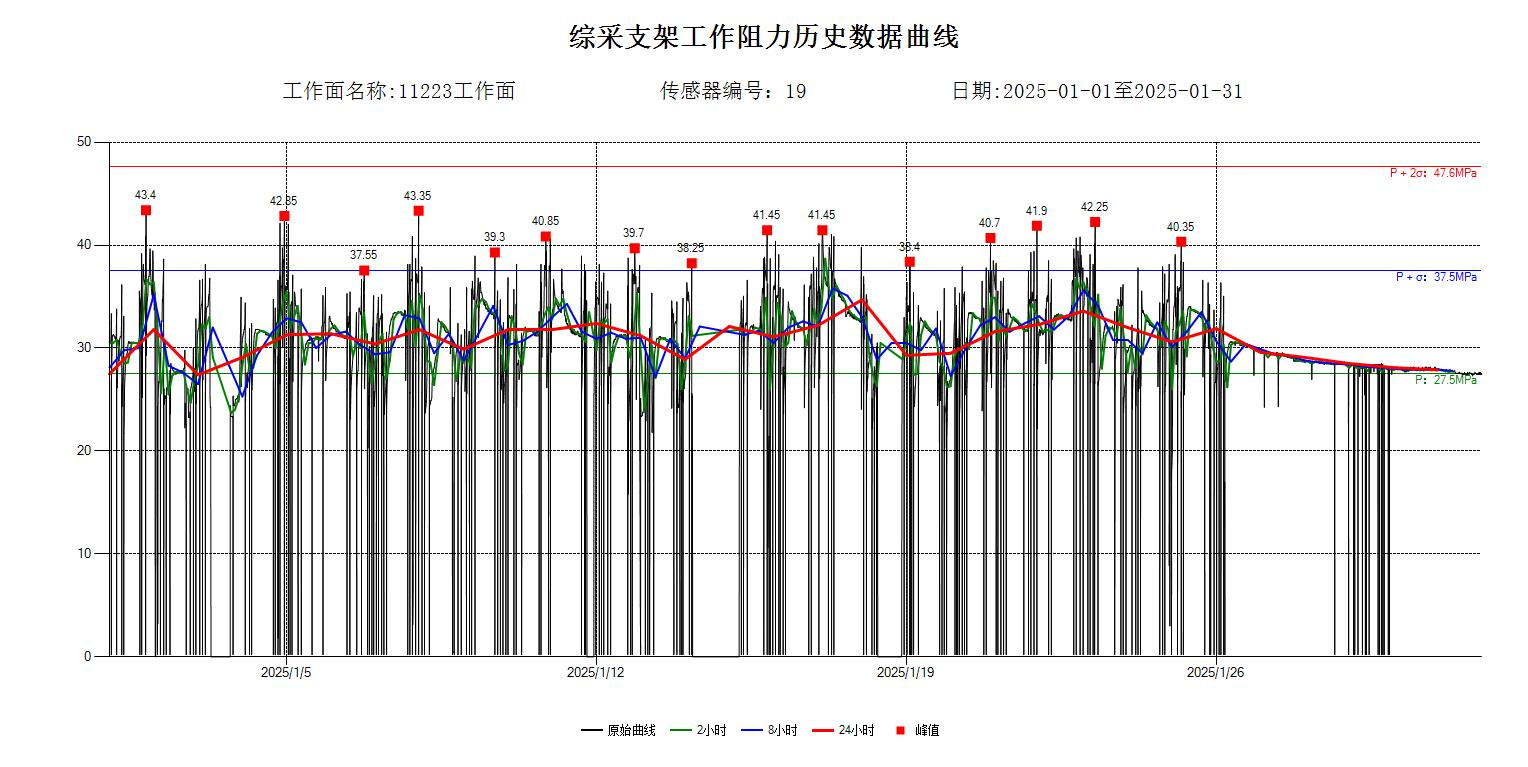 综采支架工作阻力历史数据曲线
工作面名称:11223工作面 传感器编号：19 日期:2025-01-01至2025-01-31
50
P + 2σ：47.6MPa
43.4 42.85 37.55 43.35 39.3 40.85 39.7 38.25 41.45 41.45 38.4 40.7 41.9 42.25 40.35
40
P + σ：37.5MPa
30
P：27.5MPa
20
10
0
2025/1/5 2025/1/12 2025/1/19 2025/1/26
原始曲线 2小时 8小时 24小时 峰值